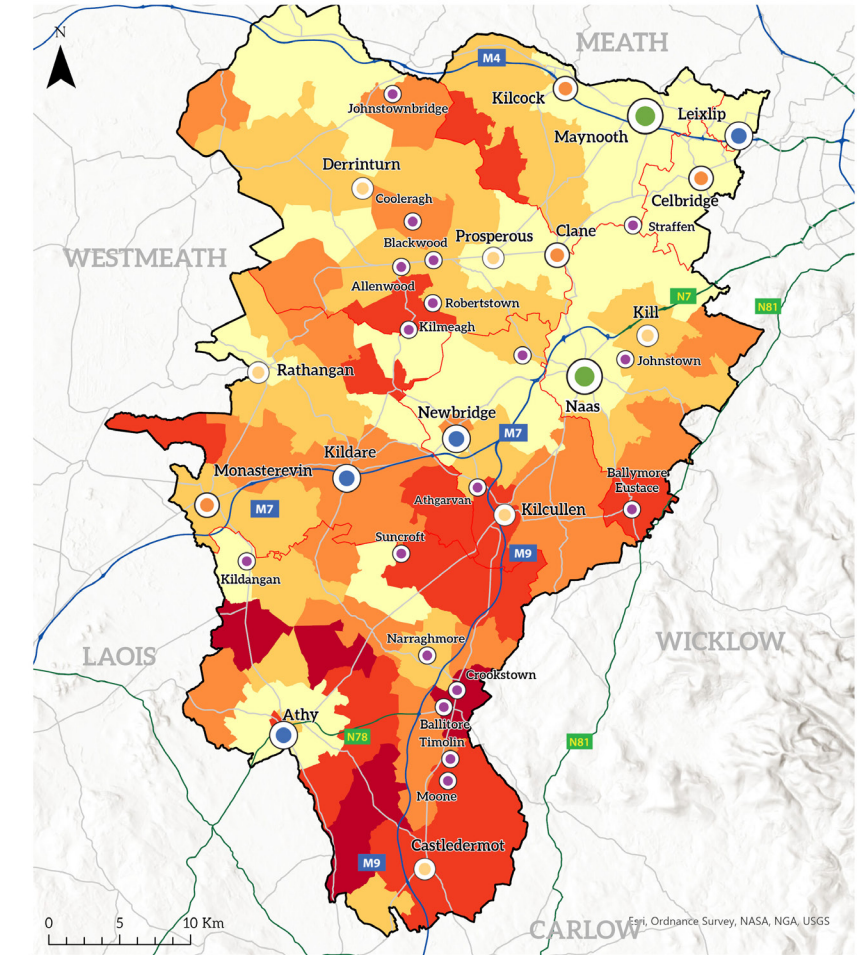 N
MEATH
M4
Kilcock
Johnstownbridge
Leixlip
Maynooth
Derrinturn
Celbridge
Cooleragh
Straffen
Clane
Prosperous
Blackwood
WESTMEATH
Allenwood
N7
N81
Robertstown
Kill
Kilmeagh
Johnstown
Rathangan
Naas
Newbridge
M7
Kildare
Monasterevin
Ballymore
Eustace
Athgarvan
M7
Kilcullen
Suncroft
M9
Kildangan
Narraghmore
WICKLOW
LAOIS
Crookstown
Athy
Ballitore
N78
N81
Timolin
Moone
Castledermot
M9
0 5 10 Km
CARLOW
Esri, Ordnance Survey, NASA, NGA, USGS